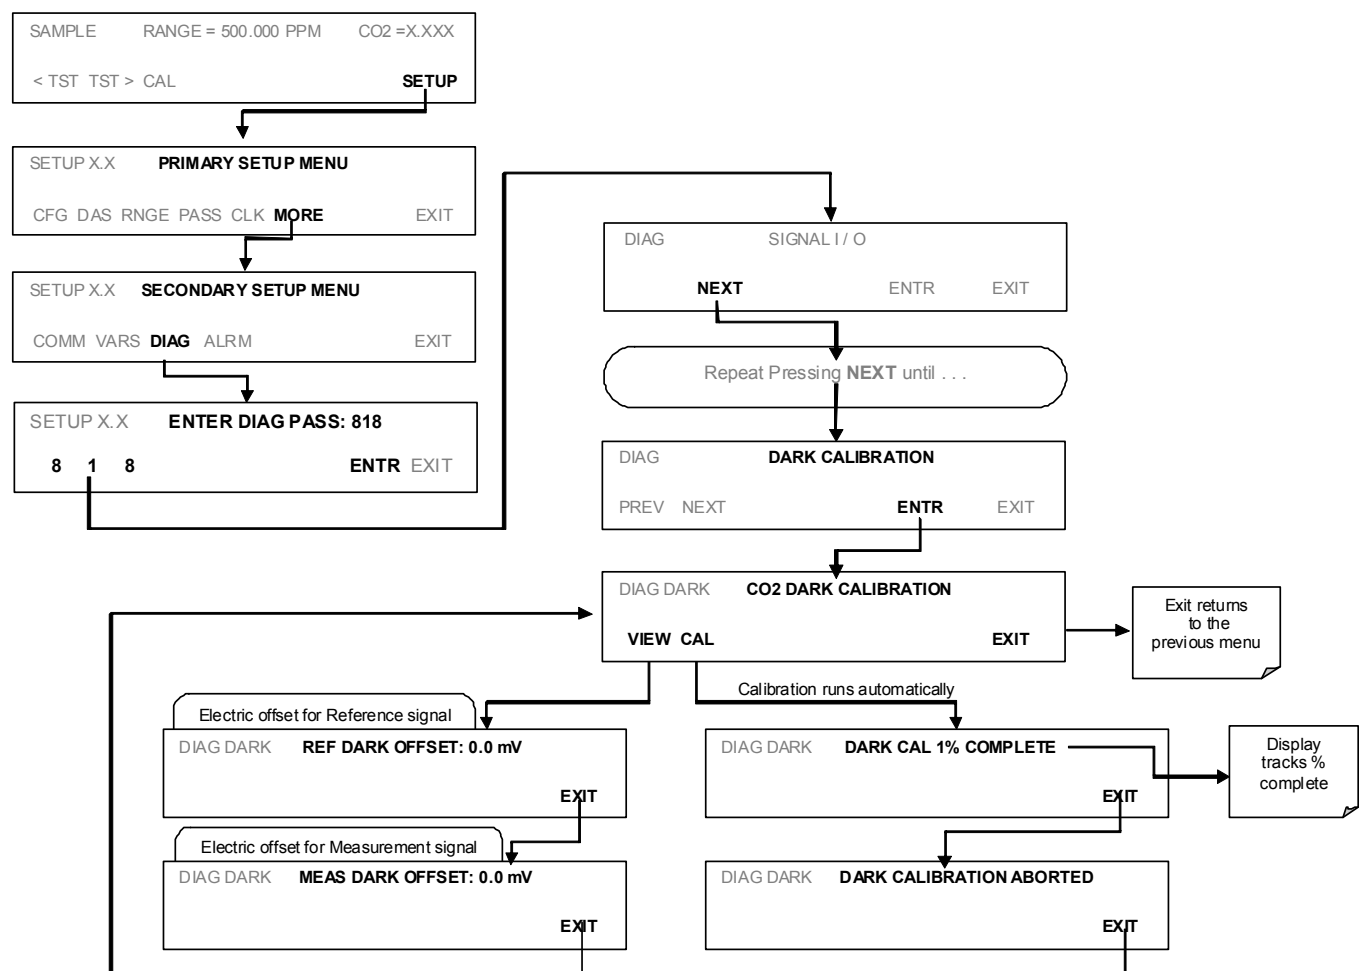 SAMPLE RANGE = 500.000 PPM CO2 =X.XXX
< TST TST > CAL SETUP
SETUP X.X PRIMARY SETUP MENU
CFG DAS RNGE PASS CLK MORE EXIT
SETUP X.X SECONDARY SETUP MENU
COMM VARS DIAG ALRM EXIT
SETUP X.X ENTER DIAG PASS: 818
8 1 8 ENTR EXIT
DIAG SIGNAL I / O
NEXT ENTR EXIT
Repeat Pressing NEXT until . . .
DIAG DARK CALIBRATION
PREV NEXT ENTR EXIT
DIAG DARK CO2 DARK CALIBRATION
VIEW CAL EXIT
Exit returns
to the
previous menu
Calibration runs automatically
Electric offset for Reference signal
DIAG DARK REF DARK OFFSET: 0.0 mV
EXIT
DIAG DARK DARK CAL 1% COMPLETE
EXIT
Display
tracks %
complete
Electric offset for Measurement signal
DIAG DARK MEAS DARK OFFSET: 0.0 mV
EXIT
DIAG DARK DARK CALIBRATION ABORTED
EXIT